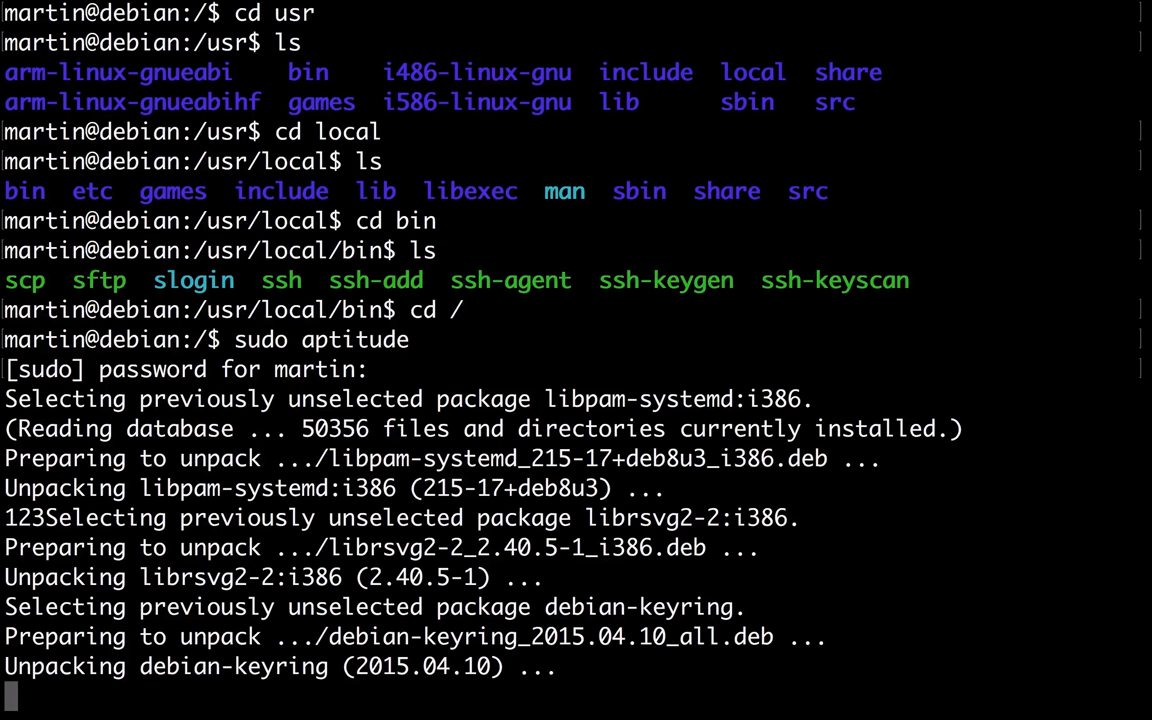 martin@debian:/$ cd usr
martin@debian:/usr$ ls
arm-linux-gnueabi    bin    i486-linux-gnu  include  local  share
arm-linux-gnueabihf  games  i586-linux-gnu  lib      sbin   src
martin@debian:/usr$ cd local
martin@debian:/usr/local$ ls
bin  etc  games  include  lib  libexec  man  sbin  share  src
martin@debian:/usr/local$ cd bin
martin@debian:/usr/local/bin$ ls
scp  sftp  slogin  ssh  ssh-add  ssh-agent  ssh-keygen  ssh-keyscan
martin@debian:/usr/local/bin$ cd /
martin@debian:/$ sudo aptitude
[sudo] password for martin:
Selecting previously unselected package libpam-systemd:i386.
(Reading database ... 50356 files and directories currently installed.)
Preparing to unpack .../libpam-systemd_215-17+deb8u3_i386.deb ...
Unpacking libpam-systemd:i386 (215-17+deb8u3) ...
123Selecting previously unselected package librsvg2-2:i386.
Preparing to unpack .../librsvg2-2_2.40.5-1_i386.deb ...
Unpacking librsvg2-2:i386 (2.40.5-1) ...
Selecting previously unselected package debian-keyring.
Preparing to unpack .../debian-keyring_2015.04.10_all.deb ...
Unpacking debian-keyring (2015.04.10) ...